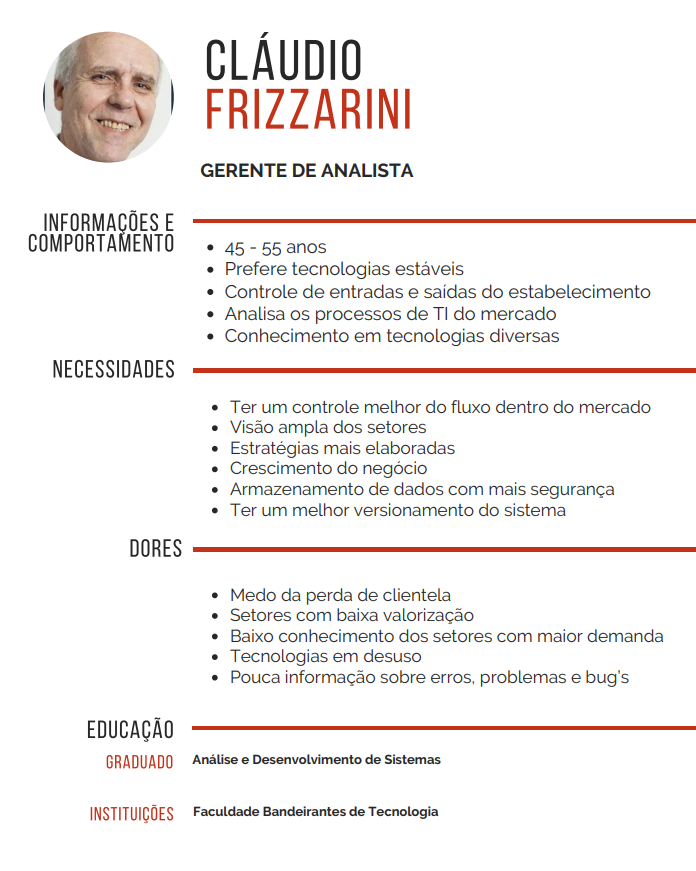 CLÁUDIO
FRIZZARINI
GERENTE DE ANALISTA
INFORMAÇÕES E
COMPORTAMENTO
• 45 - 55 anos
• Prefere tecnologias estáveis
• Controle de entradas e saídas do estabelecimento
• Analisa os processos de TI do mercado
• Conhecimento em tecnologias diversas
NECESSIDADES
• Ter um controle melhor do fluxo dentro do mercado
• Visão ampla dos setores
• Estratégias mais elaboradas
• Crescimento do negócio
• Armazenamento de dados com mais segurança
• Ter um melhor versionamento do sistema
DORES
• Medo da perda de clientela
• Setores com baixa valorização
• Baixo conhecimento dos setores com maior demanda
• Tecnologias em desuso
• Pouca informação sobre erros, problemas e bug's
EDUCAÇÃO
GRADUADO Análise e Desenvolvimento de Sistemas
INSTITUIÇÕES Faculdade Bandeirantes de Tecnologia